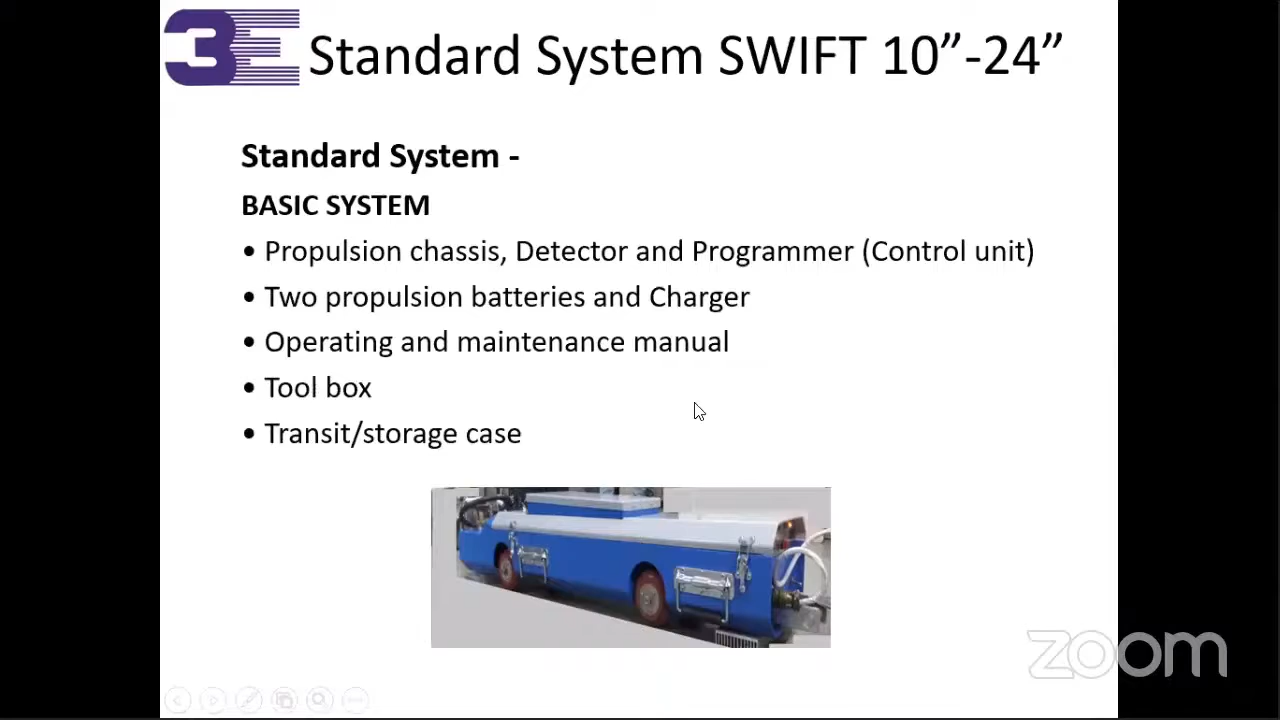 3E
Standard System SWIFT 10”-24”
Standard System -
BASIC SYSTEM
• Propulsion chassis, Detector and Programmer (Control unit)
• Two propulsion batteries and Charger
• Operating and maintenance manual
• Tool box
• Transit/storage case
zoom